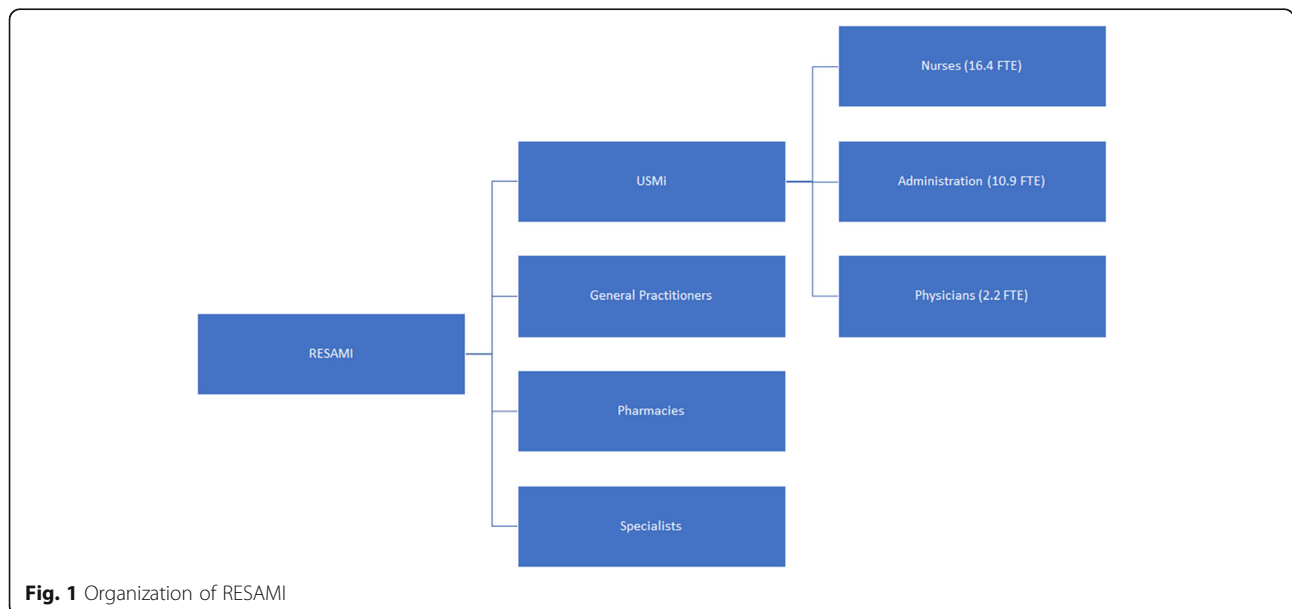 Nurses (16.4 FTE)
USMi
Administration (10.9 FTE)
General Practitioners
Physicians (2.2 FTE)
RESAMI
Pharmacies
Specialists
Fig. 1 Organization of RESAMI